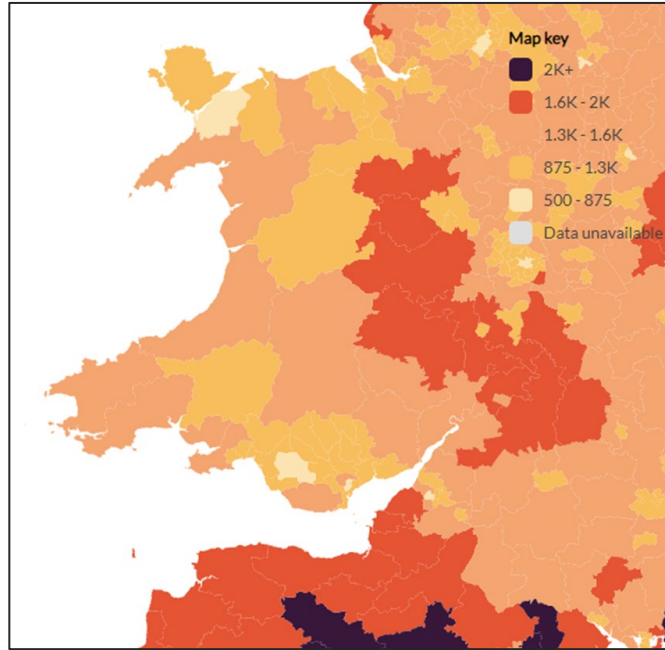 Map key
2K+
1.6K - 2K
1.3K - 1.6K
875 - 1.3K
500 - 875
Data unavailable